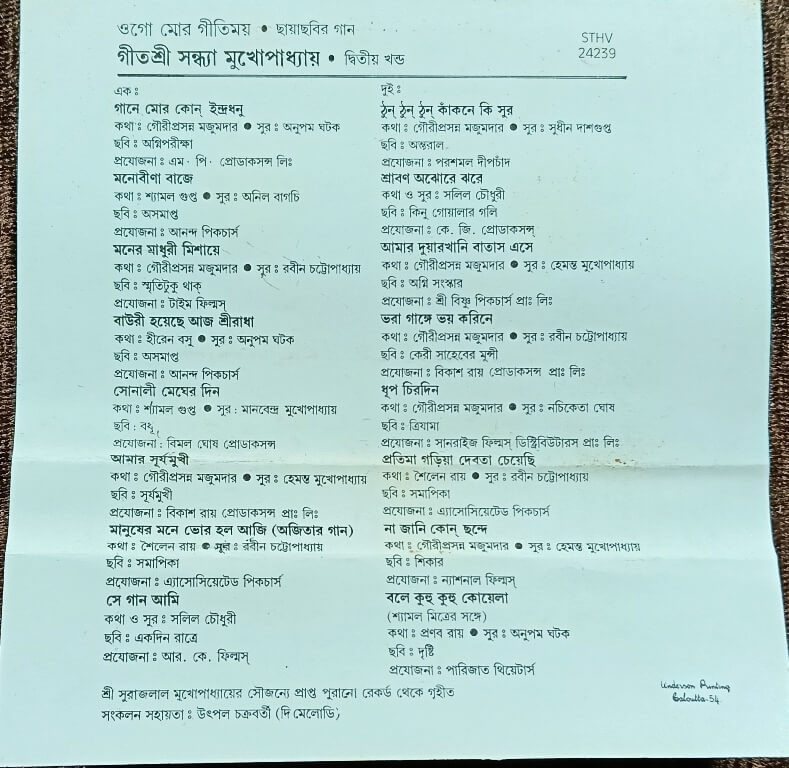 ওগো মোর গীতিময় ● ছায়াছবির গান
STHV
24239
গীতশ্রী সন্ধ্যা মুখোপাধ্যায় ● দ্বিতীয় খন্ড
এক ঃ
গানে মোর কোন্ ইন্দ্রধনু
কথা ঃ গৌরীপ্রসন্ন মজুমদার ● সুর ঃ অনুপম ঘটক
ছবি ঃ অগ্নিপরীক্ষা
প্রযোজনা ঃ এম· পি· প্রোডাকসন্স লিঃ
মনোবীণা বাজে
কথা ঃ শ্যামল গুপ্ত ● সুর ঃ অনিল বাগচি
ছবি ঃ অসমাপ্ত
প্রযোজনা ঃ আনন্দ পিকচার্স
মনের মাধুরী মিশায়ে
কথা ঃ গৌরীপ্রসন্ন মজুমদার ● সুর ঃ রবীন চট্টোপাধ্যায়
ছবি ঃ স্মৃতিটুকু থাক্
প্রযোজনা ঃ টাইম ফিল্মস্
বাউরী হয়েছে আজ শ্রীরাধা
কথা ঃ হীরেন বসু ● সুর ঃ অনুপম ঘটক
ছবি ঃ অসমাপ্ত
প্রযোজনা ঃ আনন্দ পিকচার্স
সোনালী মেঘের দিন
কথা ঃ শ্যামল গুপ্ত ● সুর : মানবেন্দ্র মুখোপাধ্যায়
ছবি : বধূ
প্রযোজনা : বিমল ঘোষ প্রোডাকসন্স
আমার সূর্যমুখী
কথা ঃ গৌরীপ্রসন্ন মজুমদার ● সুর ঃ হেমন্ত মুখোপাধ্যায়
ছবি ঃ সূর্যমুখী
প্রযোজনা ঃ বিকাশ রায় প্রোডাকসন্স প্রাঃ লিঃ
মানুষের মনে ভোর হল আজি (অজিতার গান)
কথা ঃ শৈলেন রায় ● সুর ঃ রবীন চট্টোপাধ্যায়
ছবি ঃ সমাপিকা
প্রযোজনা ঃ এ্যাসোসিয়েটেড পিকচার্স
সে গান আমি
কথা ও সুর ঃ সলিল চৌধুরী
ছবি ঃ একদিন রাত্রে
প্রযোজনা ঃ আর. কে. ফিল্মস্
দুই ঃ
ঠুন্ ঠুন্ ঠুন্ কাঁকনে কি সুর
কথা ঃ গৌরীপ্রসন্ন মজুমদার ● সুর ঃ সুধীন দাশগুপ্ত
ছবি ঃ অন্তরাল
প্রযোজনা ঃ পরশমল দীপচাঁদ
শ্রাবণ অঝোরে ঝরে
কথা ও সুর ঃ সলিল চৌধুরী
ছবি ঃ কিনু গোয়ালার গলি
প্রযোজনা ঃ কে. জি. প্রোডাকসন্স্
আমার দুয়ারখানি বাতাস এসে
কথা ঃ গৌরীপ্রসন্ন মজুমদার ● সুর ঃ হেমন্ত মুখোপাধ্যায়
ছবি ঃ অগ্নি সংস্কার
প্রযোজনা ঃ শ্রী বিষ্ণু পিকচার্স প্রাঃ লিঃ
ভরা গাঙ্গে ভয় করিনে
কথা ঃ গৌরীপ্রসন্ন মজুমদার ● সুর ঃ রবীন চট্টোপাধ্যায়
ছবি ঃ কেরী সাহেবের মুন্সী
প্রযোজনা ঃ বিকাশ রায় প্রোডাকসন্স প্রাঃ লিঃ
ধূপ চিরদিন
কথা ঃ গৌরীপ্রসন্ন মজুমদার ● সুর ঃ নচিকেতা ঘোষ
ছবি ঃ ত্রিযামা
প্রযোজনা ঃ সানরাইজ ফিল্মস্ ডিস্ট্রিবিউটারস প্রাঃ লিঃ
প্রতিমা গড়িয়া দেবতা চেয়েছি
কথা ঃ শৈলেন রায় ● সুর ঃ রবীন চট্টোপাধ্যায়
ছবি ঃ সমাপিকা
প্রযোজনা ঃ এ্যাসোসিয়েটেড পিকচার্স
না জানি কোন্ ছন্দে
কথা ঃ গৌরীপ্রসন্ন মজুমদার ● সুর ঃ হেমন্ত মুখোপাধ্যায়
ছবি ঃ শিকার
প্রযোজনা ঃ ন্যাশনাল ফিল্মস্
বলে কুহু কুহু কোয়েলা
(শ্যামল মিত্রের সঙ্গে)
কথা ঃ প্রণব রায় ● সুর ঃ অনুপম ঘটক
ছবি ঃ দৃষ্টি
প্রযোজনা ঃ পারিজাত থিয়েটার্স
শ্রী সুরাজলাল মুখোপাধ্যায়ের সৌজন্যে প্রাপ্ত পুরানো রেকর্ড থেকে গৃহীত
সংকলন সহায়তা ঃ উৎপল চক্রবর্তী (দি মেলোডি)
Underson Printing
Calcutta-54